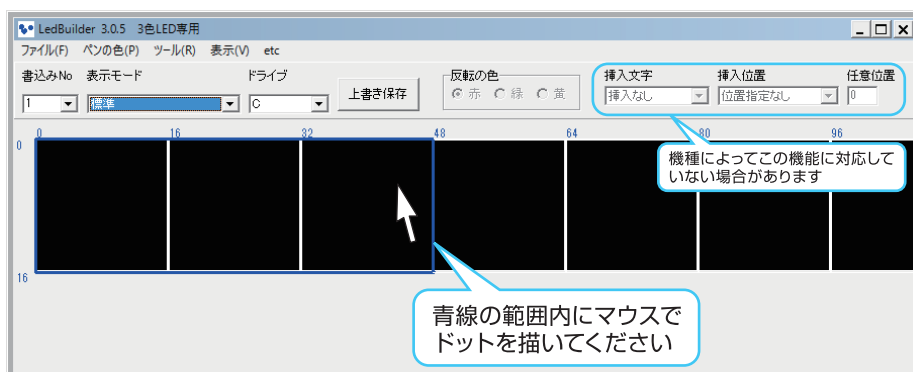 LedBuilder 3.0.5 3色LED専用
ファイル(F) ペンの色(P) ツール(R) 表示(V) etc
書込みNo 表示モード ドライブ 反転の色 挿入文字 挿入位置 任意位置
1 標準 C 上書き保存 赤 緑 黄 挿入なし 位置指定なし 0
0 16 32 48 64 80 96
0
機種によってこの機能に対応して
いない場合があります
16
青線の範囲内にマウスで
ドットを描いてください